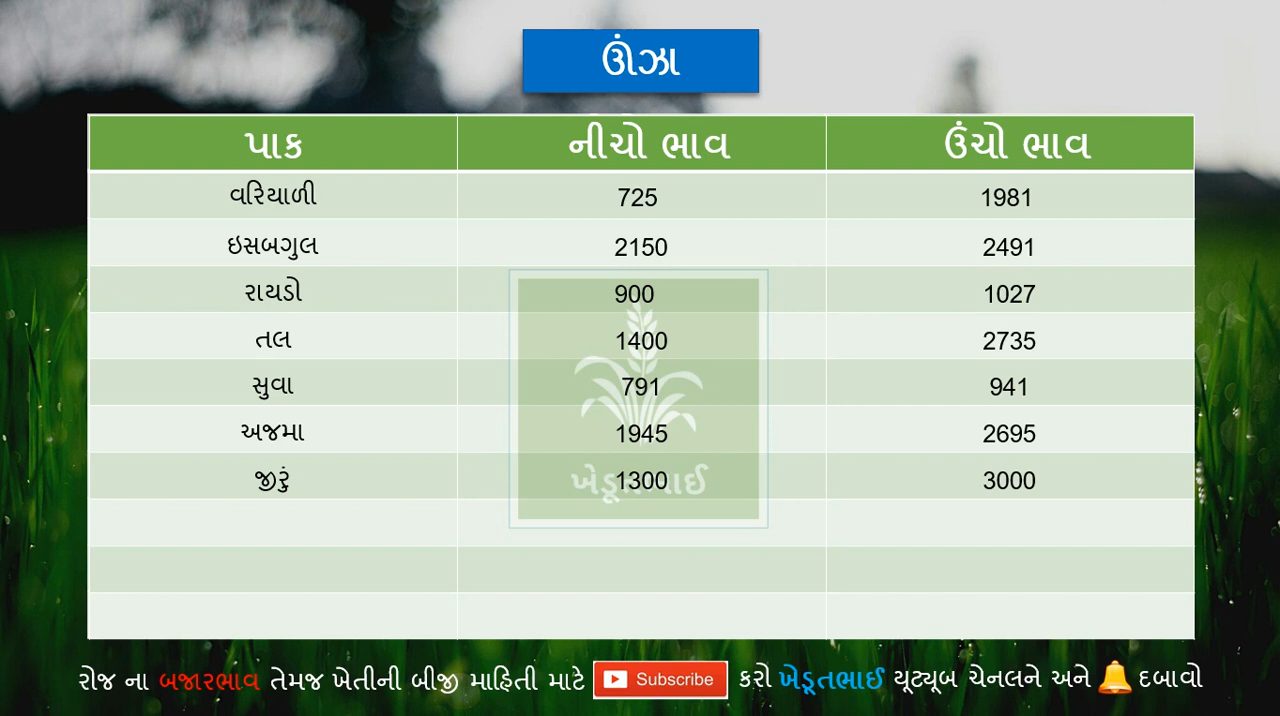 ઊંઝા
પાક નીચો ભાવ ઉંચો ભાવ
વરિયાળી 725 1981
ઇસબગુલ 2150 2491
રાયડો 900 1027
તલ 1400 2735
સુવા 791 941
અજમા 1945 2695
જીરું 1300 3000
ખેડૂતભાઈ
રોજ ના બજારભાવ તેમજ ખેતીની બીજી માહિતી માટે Subscribe કરો ખેડૂતભાઈ યૂટ્યૂબ ચેનલને અને 🔔 દબાવો